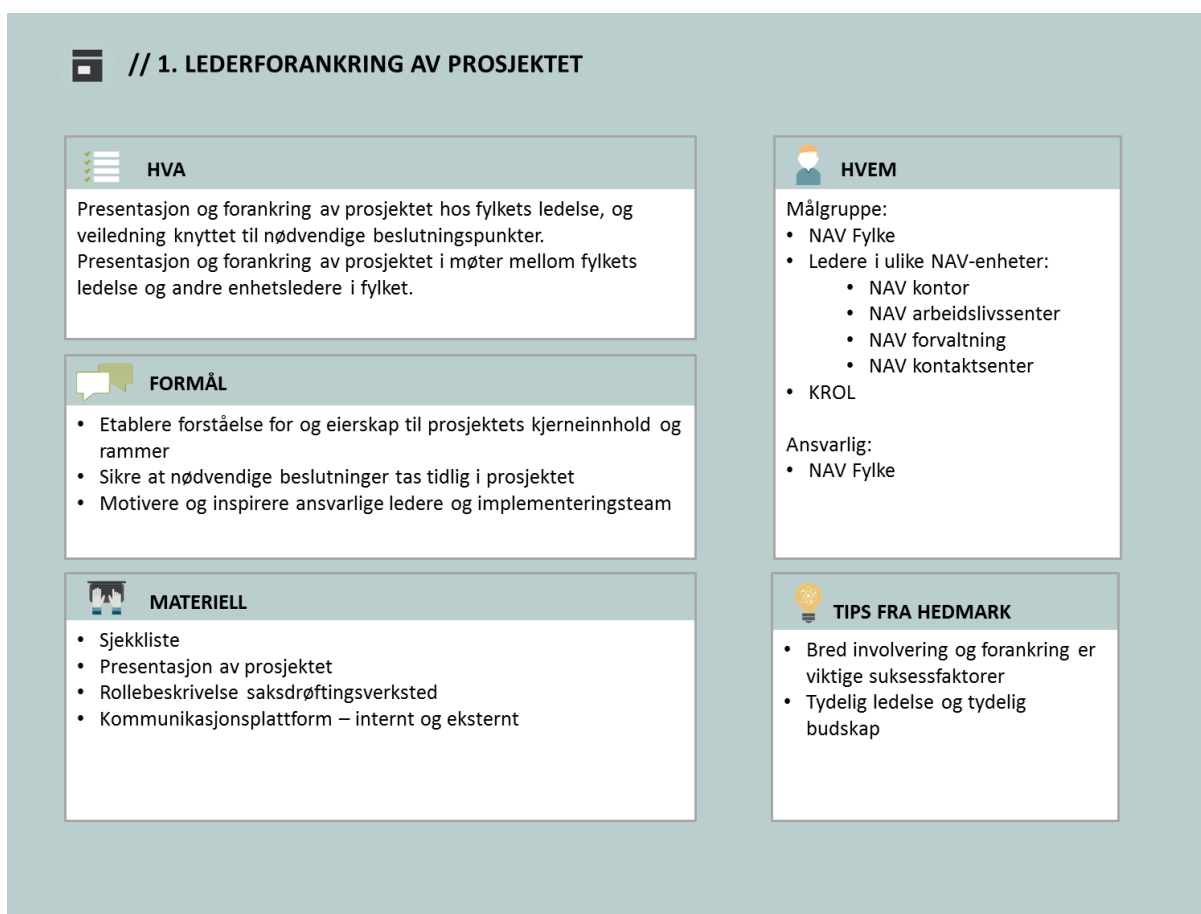 // 1. LEDERFORANKRING AV PROSJEKTET
HVA
Presentasjon og forankring av prosjektet hos fylkets ledelse, og
veiledning knyttet til nødvendige beslutningspunkter.
Presentasjon og forankring av prosjektet i møter mellom fylkets
ledelse og andre enhetsledere i fylket.
FORMÅL
• Etablere forståelse for og eierskap til prosjektets kjerneinnhold og
rammer
• Sikre at nødvendige beslutninger tas tidlig i prosjektet
• Motivere og inspirere ansvarlige ledere og implementeringsteam
MATERIELL
• Sjekkliste
• Presentasjon av prosjektet
• Rollebeskrivelse saksdrøftingsverksted
• Kommunikasjonsplattform – internt og eksternt
HVEM
Målgruppe:
• NAV Fylke
• Ledere i ulike NAV-enheter:
• NAV kontor
• NAV arbeidslivssenter
• NAV forvaltning
• NAV kontaktsenter
• KROL
Ansvarlig:
• NAV Fylke
TIPS FRA HEDMARK
• Bred involvering og forankring er
viktige suksessfaktorer
• Tydelig ledelse og tydelig
budskap